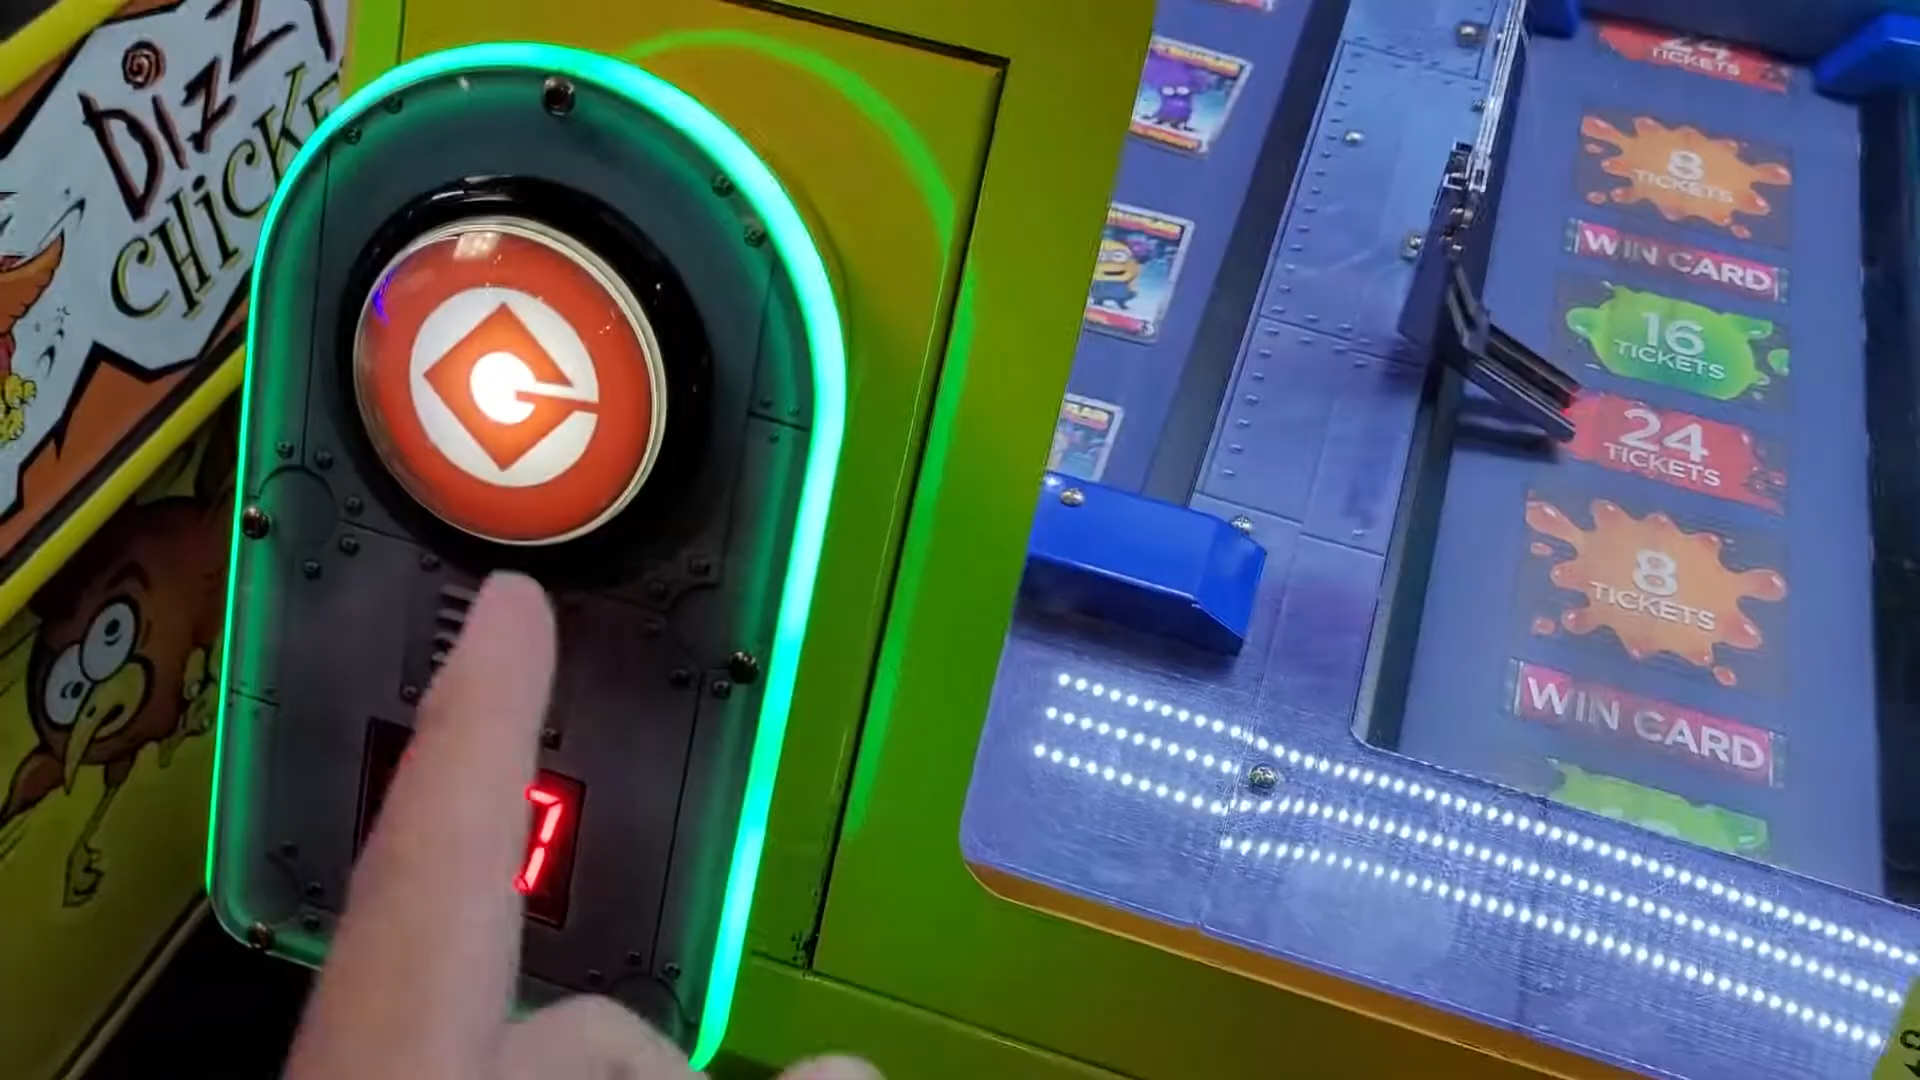 Dizzy
CHiCKE
24
TICKETS
8
TICKETS
WIN CARD
16
TICKETS
24
TICKETS
8
TICKETS
WIN CARD
7